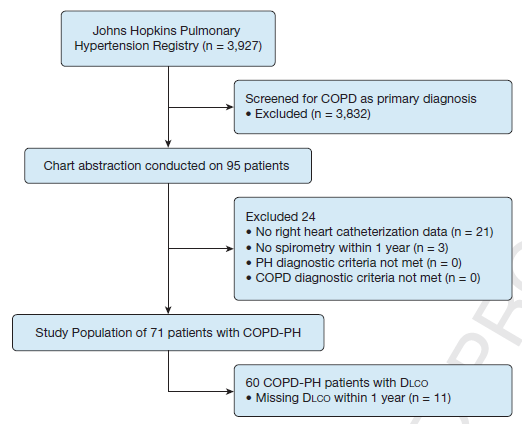 Johns Hopkins Pulmonary
Hypertension Registry (n = 3,927)
Screened for COPD as primary diagnosis
• Excluded (n = 3,832)
Chart abstraction conducted on 95 patients
Excluded 24
• No right heart catheterization data (n = 21)
• No spirometry within 1 year (n = 3)
• PH diagnostic criteria not met (n = 0)
• COPD diagnostic criteria not met (n = 0)
Study Population of 71 patients with COPD-PH
60 COPD-PH patients with DLCO
• Missing DLCO within 1 year (n = 11)